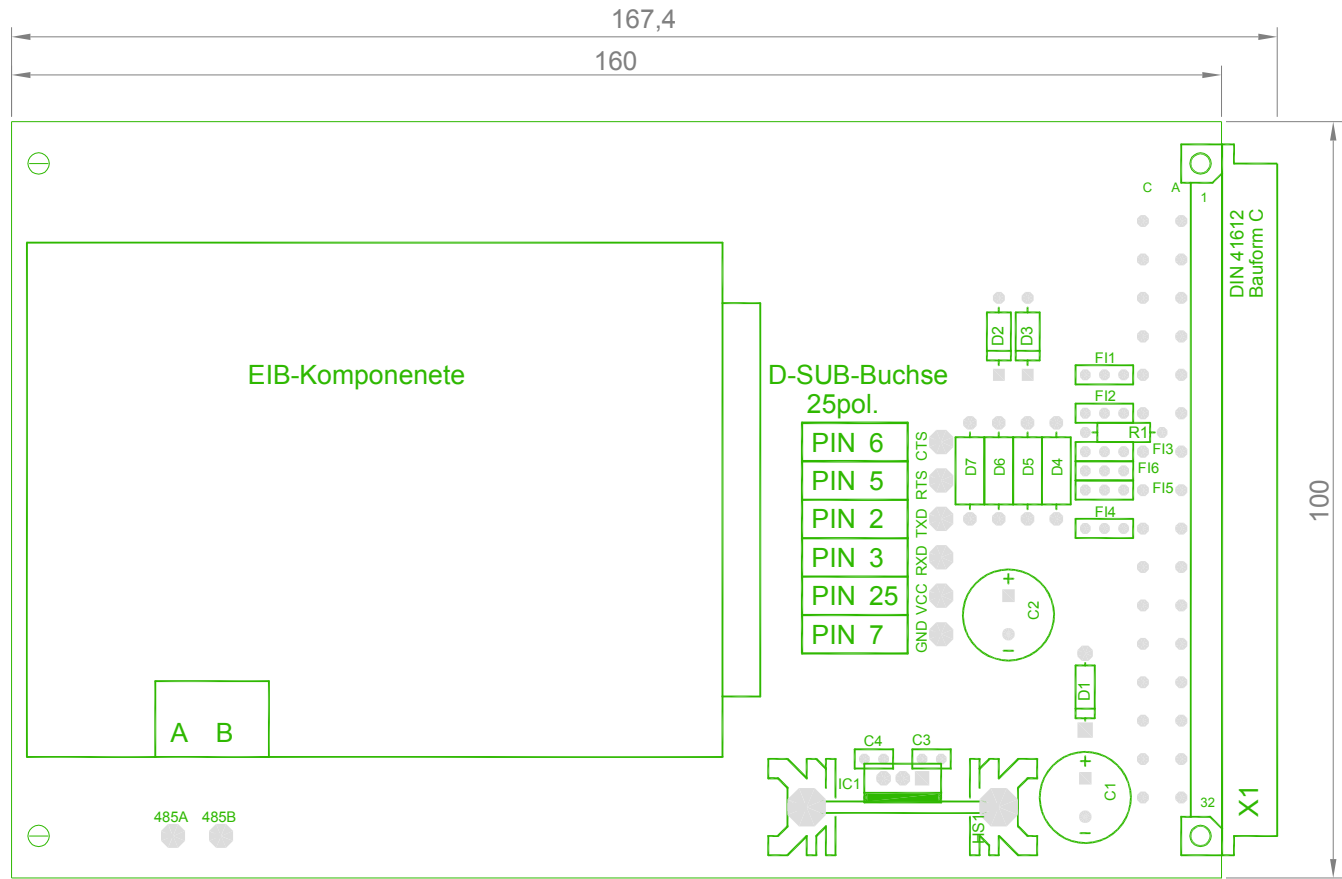 167,4
160
C A
1
DIN 41612
Bauform C
D2
D3
FI1
EIB-Komponenete
D-SUB-Buchse
25pol.
FI2
R1
PIN 6
CTS
D7
D6
D5
D4
FI3
FI6
PIN 5
RTS
FI5
100
PIN 2
TXD
FI4
PIN 3
RXD
+
PIN 25
VCC
C2
PIN 7
GND
-
D1
A B
C4
C3
+
IC1
C1
32
X1
485A 485B
HS1
-